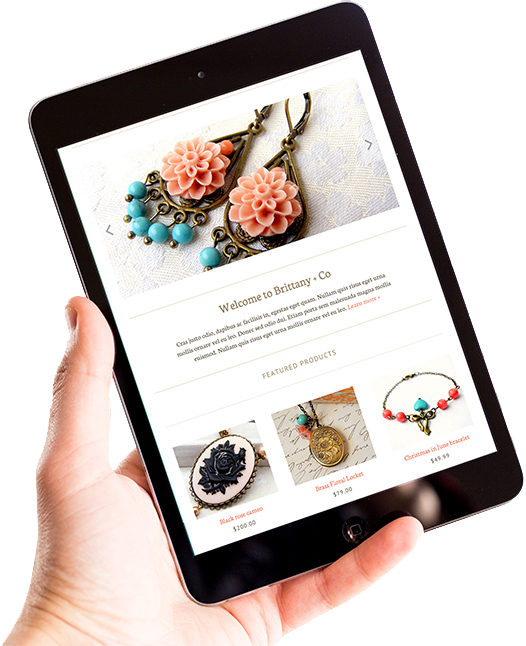 Welcome to Brittany + Co
Cras justo odio, dapibus ac facilisis in, egestas eget quam. Nullam quis risus eget urna
mollis ornare vel eu leo. Donec sed odio dui. Etiam porta sem malesuada magna mollis
euismod. Nullam quis risus eget urna mollis ornare vel eu leo. Learn more »
FEATURED PRODUCTS
Black rose cameo
$200.00
Brass Floral Locket
$79.00
Christmas in June bracelet
$49.99